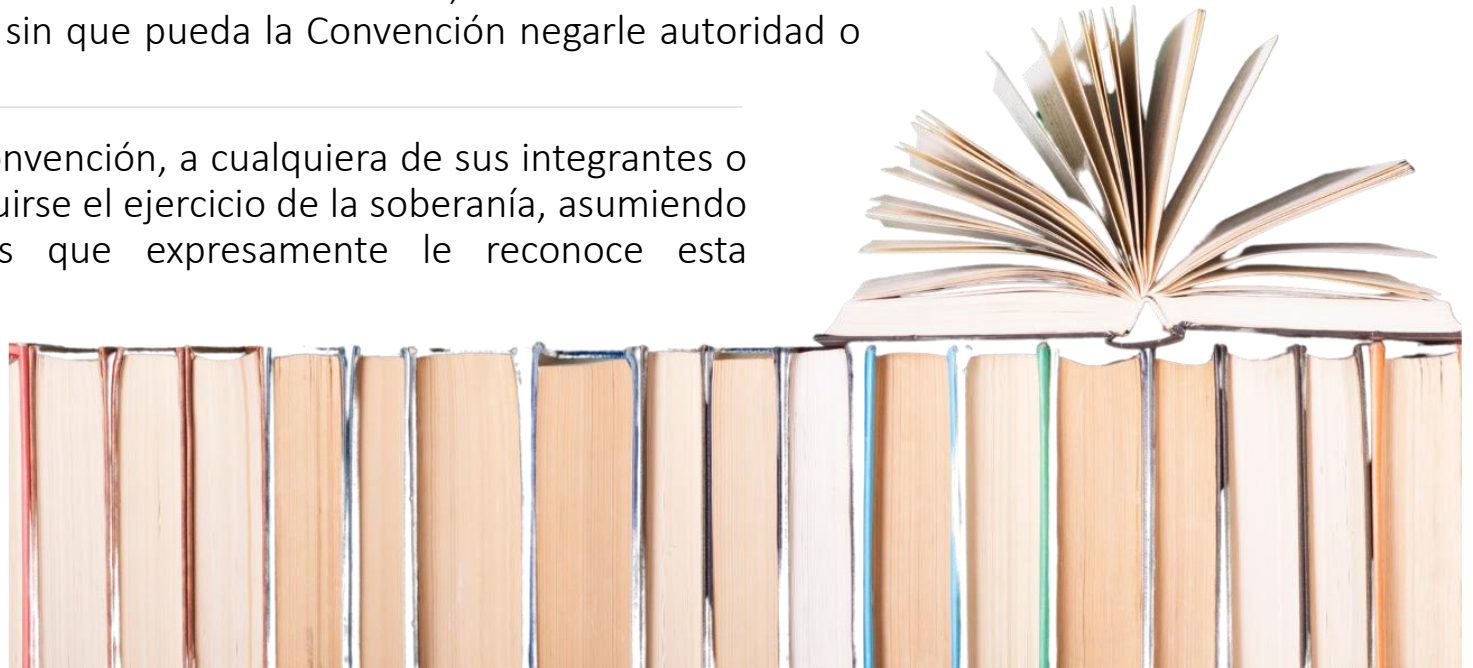 sin que pueda la Convención negarle autoridad o
onvención, a cualquiera de sus integrantes o
uirse el ejercicio de la soberanía, asumiendo
s que expresamente le reconoce esta